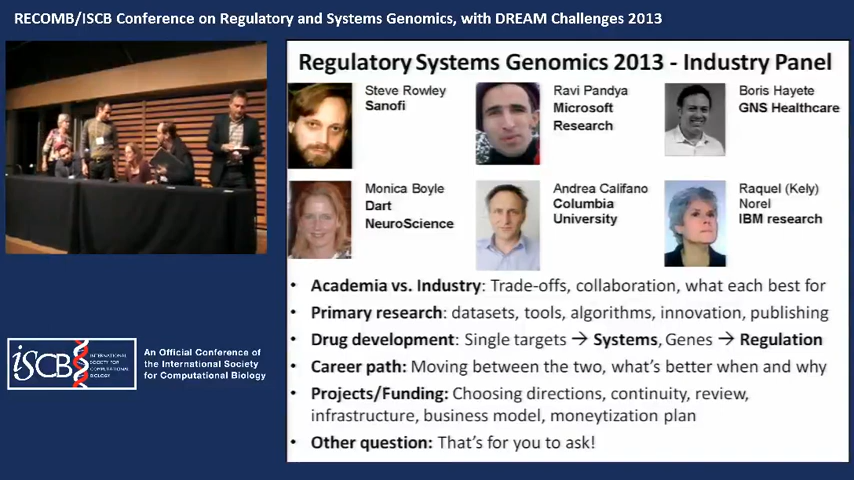 RECOMB/ISCB Conference on Regulatory and Systems Genomics, with DREAM Challenges 2013
Regulatory Systems Genomics 2013 - Industry Panel
Steve Rowley
Sanofi
Ravi Pandya
Microsoft
Research
Boris Hayete
GNS Healthcare
Monica Boyle
Dart
NeuroScience
Andrea Califano
Columbia
University
Raquel (Kely)
Norel
IBM research
• Academia vs. Industry: Trade-offs, collaboration, what each best for
• Primary research: datasets, tools, algorithms, innovation, publishing
• Drug development: Single targets → Systems, Genes → Regulation
• Career path: Moving between the two, what's better when and why
• Projects/Funding: Choosing directions, continuity, review,
infrastructure, business model, moneytization plan
• Other question: That's for you to ask!
iSCB
INTERNATIONAL
SOCIETY FOR
COMPUTATIONAL
BIOLOGY
An Official Conference of
the International Society
for Computational Biology